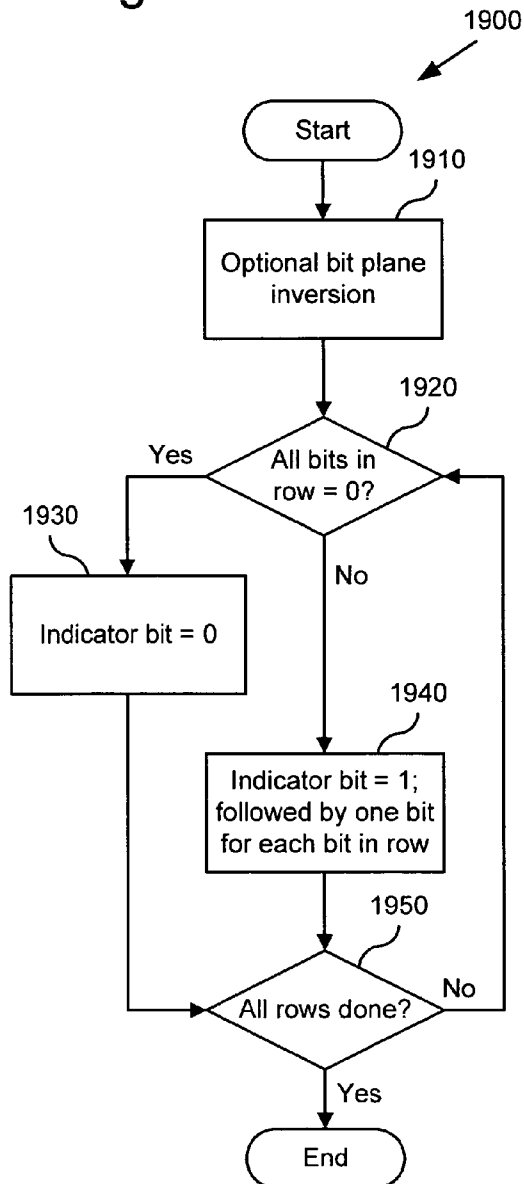 1900
Start
1910
Optional bit plane
inversion
1920
Yes
All bits in
row = 0?
1930
No
Indicator bit = 0
1940
Indicator bit = 1;
followed by one bit
for each bit in row
1950
All rows done?
No
Yes
End